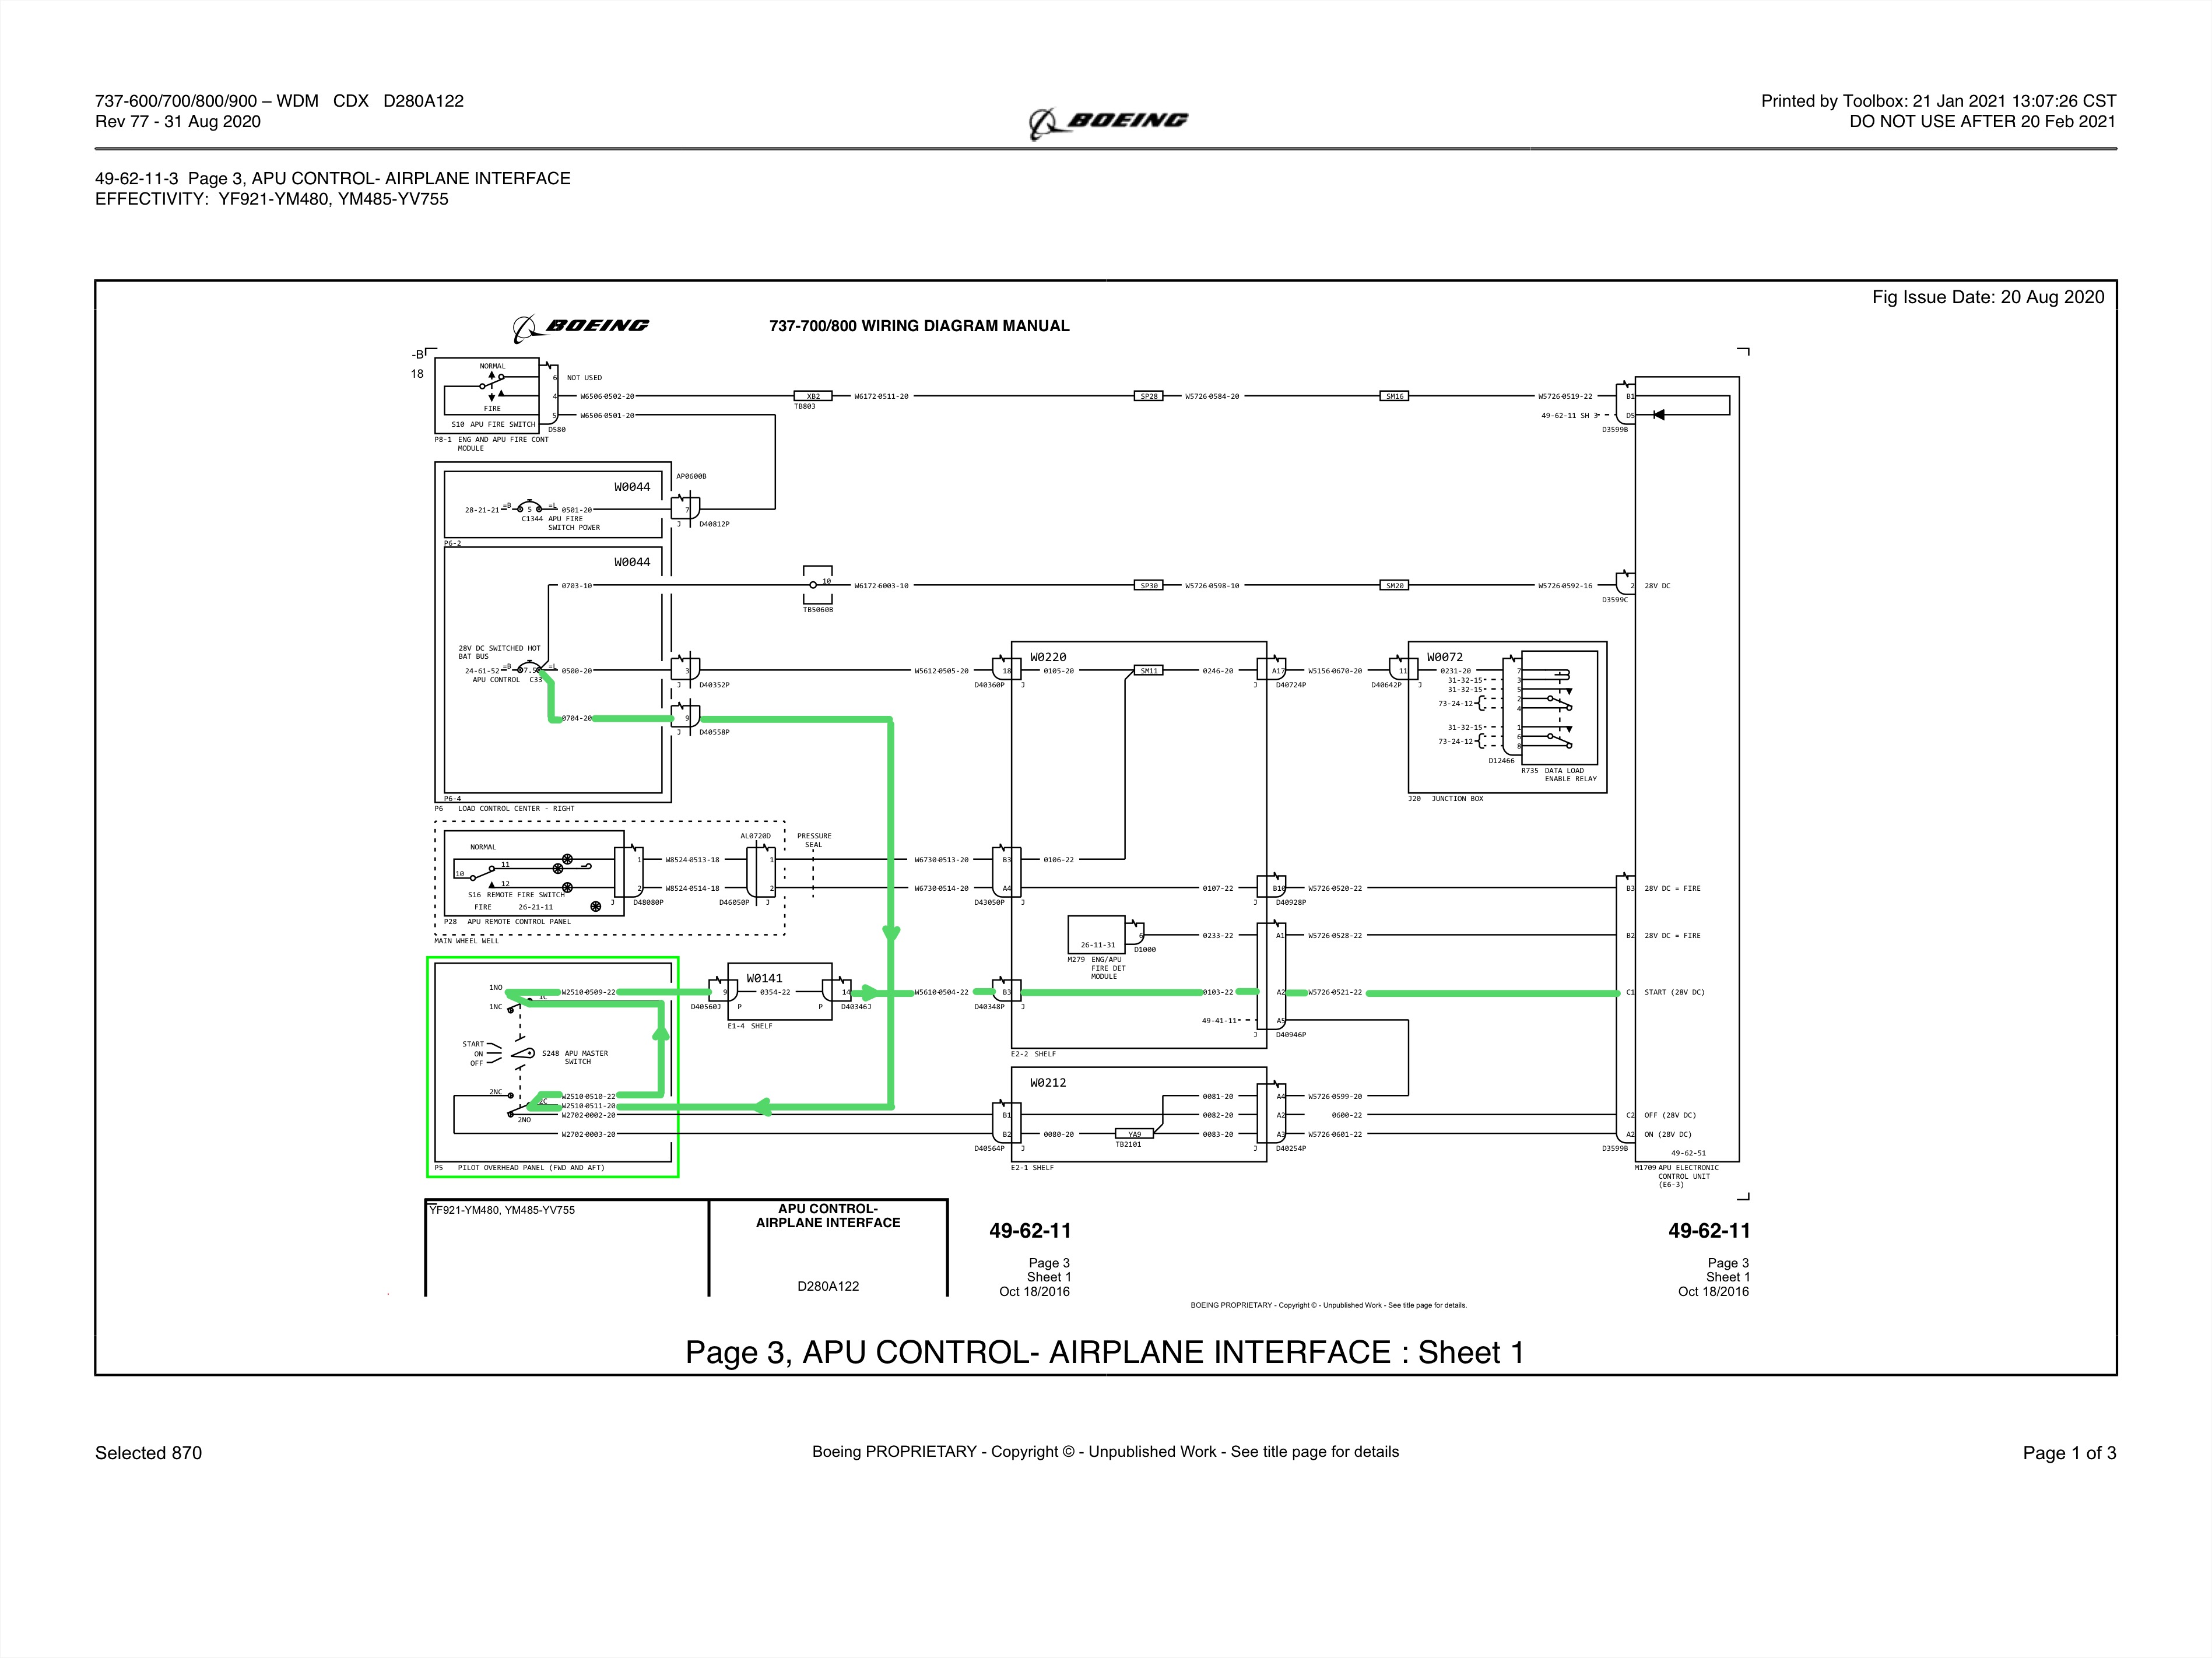 737-600/700/800/900 – WDM CDX D280A122
Rev 77 - 31 Aug 2020
BOEING
Printed by Toolbox: 21 Jan 2021 13:07:26 CST
DO NOT USE AFTER 20 Feb 2021
49-62-11-3 Page 3, APU CONTROL- AIRPLANE INTERFACE
EFFECTIVITY: YF921-YM480, YM485-YV755
Fig Issue Date: 20 Aug 2020
BOEING
737-700/800 WIRING DIAGRAM MANUAL
-B
18
NORMAL
6 NOT USED
4 W6506 0502-20 XB2 W6172 0511-20 SP28 W5726 0584-20 SM16 W5726 0519-22 B1
TB803
FIRE
5 W6506 0501-20
49-62-11 SH 3 D5
S10 APU FIRE SWITCH
D580
D3599B
P8-1 ENG AND APU FIRE CONT
MODULE
AP0600B
W0044
28-21-21 =B 5 =L 0501-20 7
C1344 APU FIRE
SWITCH POWER
J D40812P
P6-2
W0044
0703-10 10 W6172 6003-10 SP30 W5726 0598-10 SM20 W5726 0592-16 2 28V DC
TB5060B
D3599C
28V DC SWITCHED HOT
BAT BUS
24-61-52 =B 7.5 =L 0500-20 3 W5612 0505-20 18 0105-20 SM11 0246-20 A17 W5156 0670-20 11 0231-20 7
APU CONTROL C33
J D40352P
D40360P J
W0220
J D40724P
D40642P J
W0072
31-32-15 3
31-32-15 5
73-24-12 2
4
31-32-15 1
73-24-12 6
8
D12466
R735 DATA LOAD
ENABLE RELAY
J20 JUNCTION BOX
0704-20 9
J D40558P
P6-4
P6 LOAD CONTROL CENTER - RIGHT
AL0720D
PRESSURE
SEAL
NORMAL
11
10
12
1 W8524 0513-18 1 W6730 0513-20 B3 0106-22
2 W8524 0514-18 2 W6730 0514-20 A4 0107-22 B10 W5726 0520-22 B3 28V DC = FIRE
S16 REMOTE FIRE SWITCH
FIRE 26-21-11
J D48080P
D46050P J
D43050P J
J D40928P
P28 APU REMOTE CONTROL PANEL
MAIN WHEEL WELL
26-11-31 6 0233-22 A1 W5726 0528-22 B2 28V DC = FIRE
D1000
M279 ENG/APU
FIRE DET
MODULE
W0141
1NO 1C W2510 0509-22 9 0354-22 14 W5610 0504-22 B3 0103-22 A2 W5726 0521-22 C1 START (28V DC)
1NC
D40560J P
P D40346J
D40348P J
E1-4 SHELF
49-41-11 A5
J D40946P
START
ON
OFF
S248 APU MASTER
SWITCH
E2-2 SHELF
W0212
2NC W2510 0510-22
2C W2510 0511-20
W2702 0002-20 B1
2NO
W2702 0003-20 B2 0080-20 YA9
TB2101
0081-20 A4 W5726 0599-20
0082-20 A2 0600-22 C2 OFF (28V DC)
0083-20 A3 W5726 0601-22 A2 ON (28V DC)
D40564P J
J D40254P
D3599B
49-62-51
P5 PILOT OVERHEAD PANEL (FWD AND AFT)
E2-1 SHELF
M1709 APU ELECTRONIC
CONTROL UNIT
(E6-3)
YF921-YM480, YM485-YV755
APU CONTROL-
AIRPLANE INTERFACE
D280A122
49-62-11
Page 3
Sheet 1
Oct 18/2016
49-62-11
Page 3
Sheet 1
Oct 18/2016
BOEING PROPRIETARY - Copyright © - Unpublished Work - See title page for details.
Page 3, APU CONTROL- AIRPLANE INTERFACE : Sheet 1
Selected 870
Boeing PROPRIETARY - Copyright © - Unpublished Work - See title page for details
Page 1 of 3